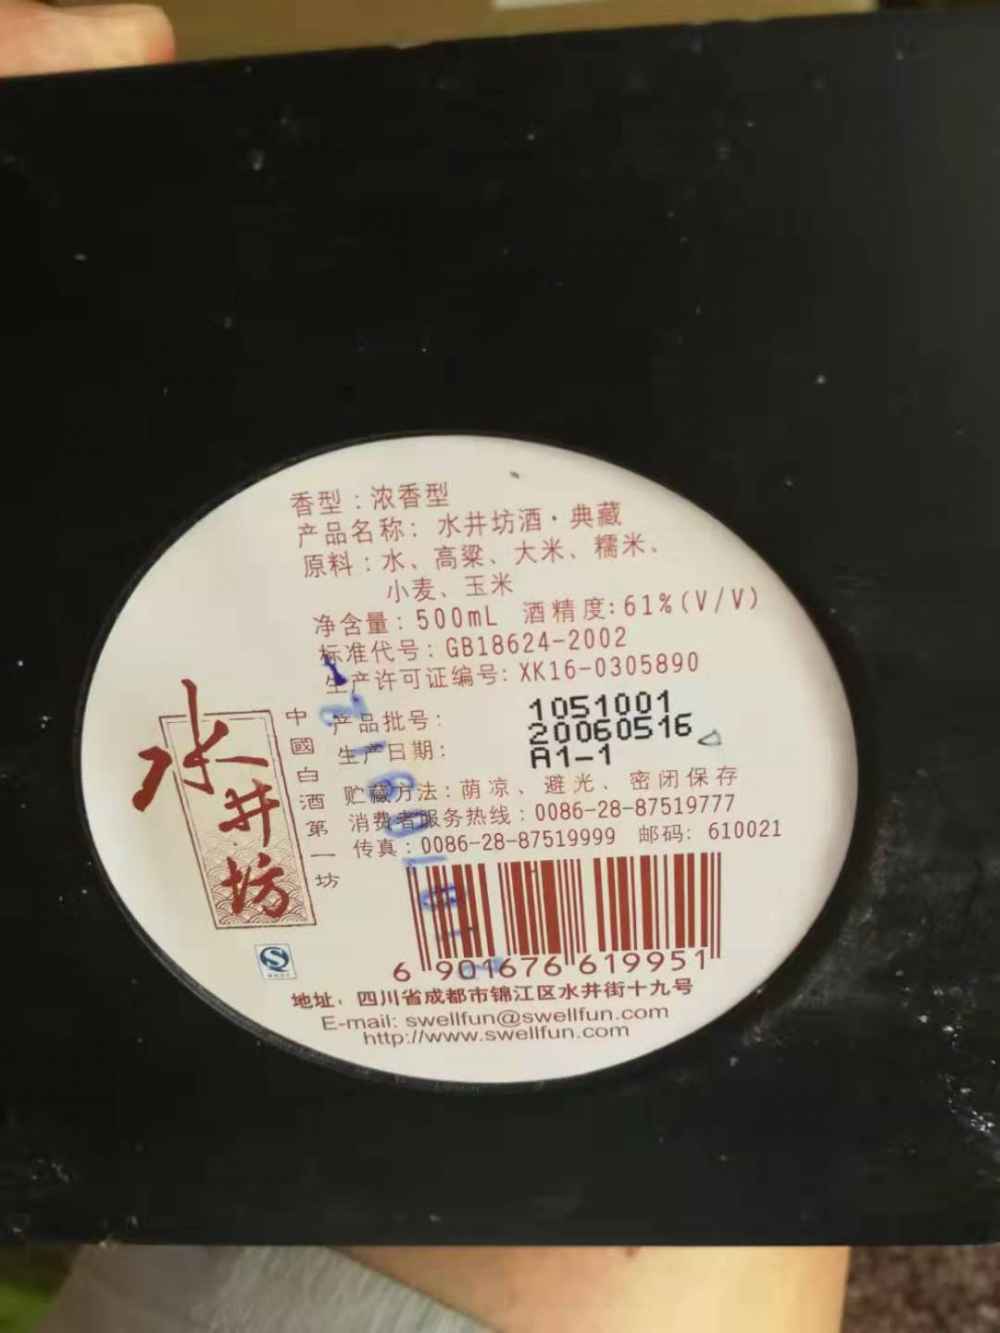 香型：浓香型
产品名称：水井坊酒·典藏
原料：水、高粱、大米、糯米、
小麦、玉米
净含量：500mL 酒精度：61%(V/V)
标准代号：GB18624-2002
生产许可证编号：XK16-0305890
产品批号：
1051001
生产日期：
20060516
A1-1
贮藏方法：荫凉、避光、密闭保存
消费者服务热线：0086-28-87519777
传真：0086-28-87519999 邮码：610021
水井坊
中國白酒第一坊
6 901676 619951
地址：四川省成都市锦江区水井街十九号
E-mail: swellfun@swellfun.com
http://www.swellfun.com